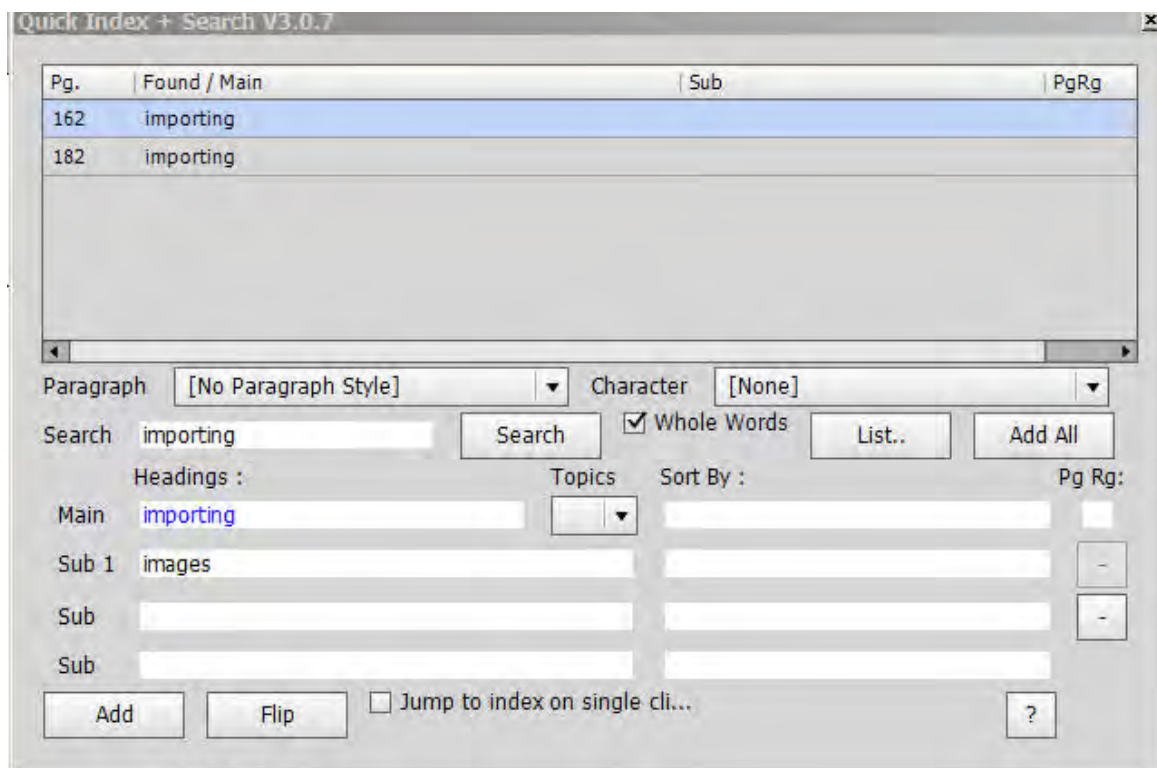 Quick Index + Search V3.0.7
Pg. Found / Main Sub PgRg
162 importing
182 importing
Paragraph [No Paragraph Style] Character [None]
Search importing Search Whole Words List.. Add All
Headings : Topics Sort By : Pg Rg:
Main importing
Sub 1 images -
Sub -
Sub
Add Flip Jump to index on single cli... ?